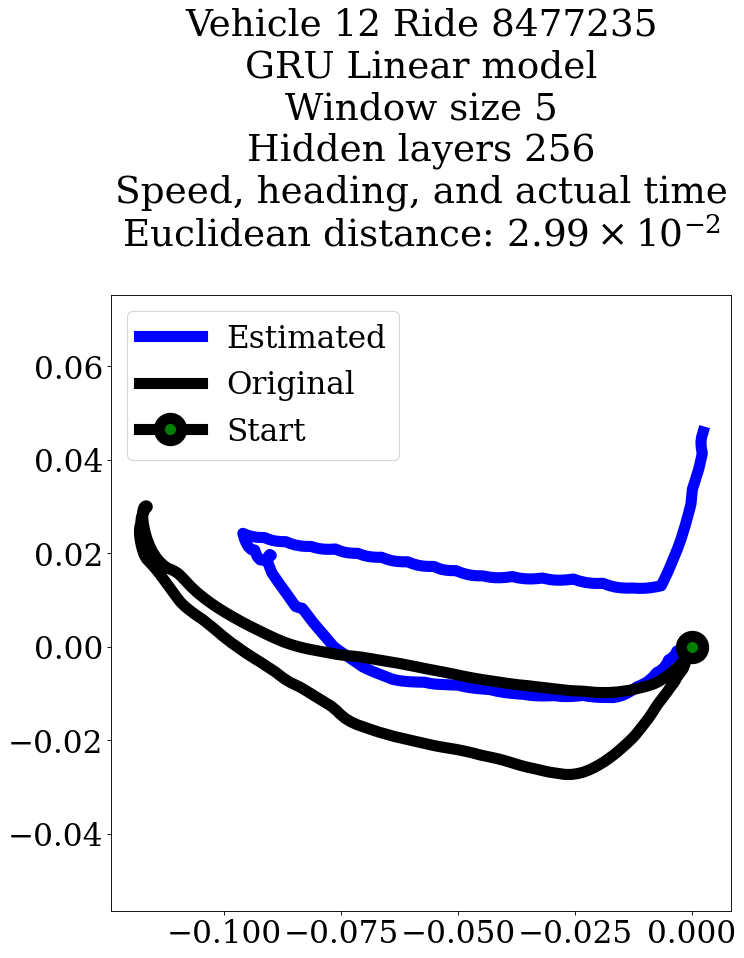 Vehicle 12 Ride 8477235
GRU Linear model
Window size 5
Hidden layers 256
Speed, heading, and actual time
Euclidean distance: 2.99 × 10⁻²
Estimated
Original
Start
0.06
0.04
0.02
0.00
−0.02
−0.04
−0.100 −0.075 −0.050 −0.025 0.000